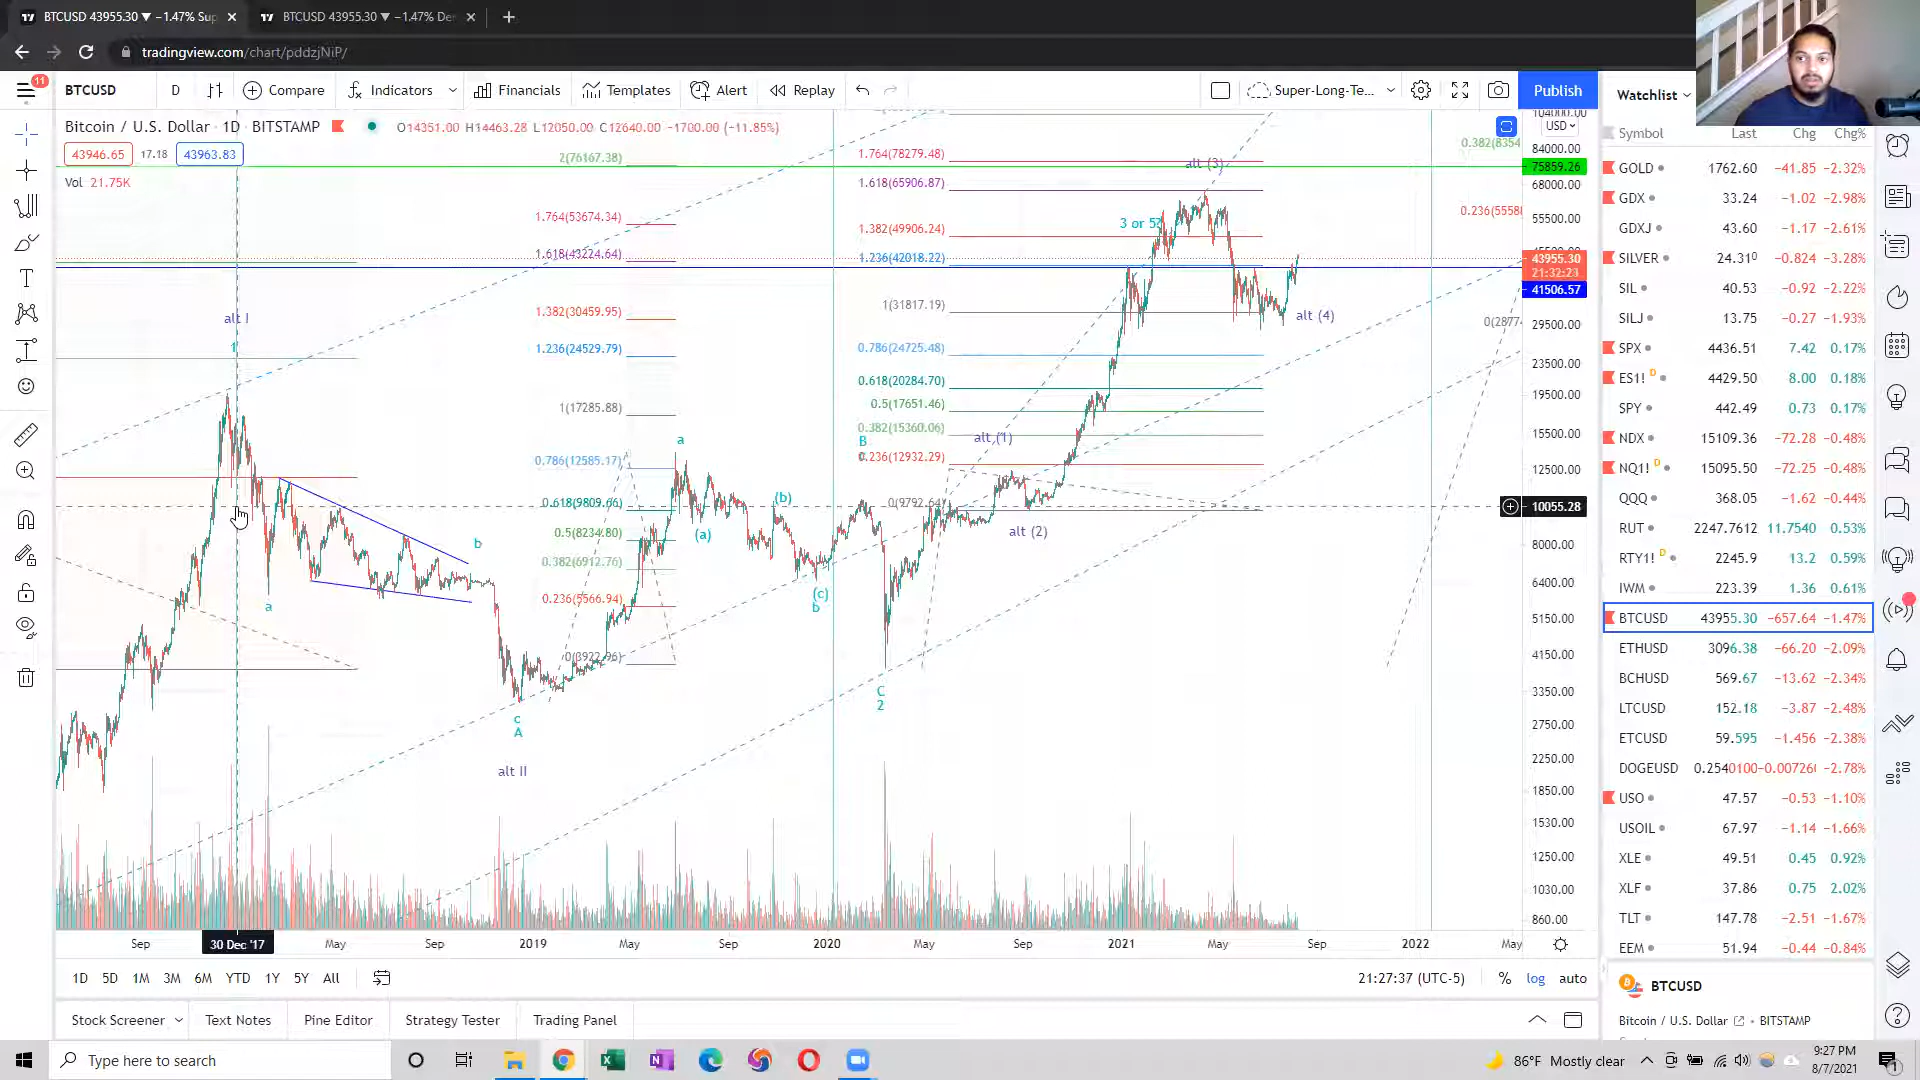 BTCUSD 43955.30 ▼ −1.47% Sup
BTCUSD 43955.30 ▼ −1.47% De
tradingview.com/chart/pddzjNiP/
11
BTCUSD
D
Compare
Indicators
Financials
Templates
Alert
Replay
Super-Long-Te...
Publish
Watchlist
Bitcoin / U.S. Dollar · 1D · BITSTAMP
O14351.00 H14463.28 L12050.00 C12640.00 −1700.00 (−11.85%)
43946.65
17.18
43963.83
Vol 21.75K
USD
Symbol Last Chg Chg%
GOLD 1762.60 −41.85 −2.32%
GDX 33.24 −1.02 −2.98%
GDXJ 43.60 −1.17 −2.61%
SILVER 24.310 −0.824 −3.28%
SIL 40.53 −0.92 −2.22%
SILJ 13.75 −0.27 −1.93%
SPX 4436.51 7.42 0.17%
ES1! D 4429.50 8.00 0.18%
SPY 442.49 0.73 0.17%
NDX 15109.36 −72.28 −0.48%
NQ1! D 15095.50 −72.25 −0.48%
QQQ 368.05 −1.62 −0.44%
RUT 2247.7612 11.7540 0.53%
RTY1! D 2245.9 13.2 0.59%
IWM 223.39 1.36 0.61%
BTCUSD 43955.30 −657.64 −1.47%
ETHUSD 3096.38 −66.20 −2.09%
BCHUSD 569.67 −13.62 −2.34%
LTCUSD 152.18 −3.87 −2.48%
ETCUSD 59.595 −1.456 −2.38%
DOGEUSD 0.2540100 −0.00726 −2.78%
USO 47.57 −0.53 −1.10%
USOIL 67.97 −1.14 −1.66%
XLE 49.51 0.45 0.92%
XLF 37.86 0.75 2.02%
TLT 147.78 −2.51 −1.67%
EEM 51.94 −0.44 −0.84%
BTCUSD
Bitcoin / U.S. Dollar • BITSTAMP
2(76167.38)
1.764(53674.34)
1.618(43224.64)
1.382(30459.95)
1.236(24529.79)
1(17285.88)
0.786(12585.17)
0.618(9809.66)
0.5(8234.80)
0.382(6912.76)
0.236(5566.94)
0(3922.96)
1.764(78279.48)
1.618(65906.87)
1.382(49906.24)
1.236(42018.22)
1(31817.19)
0.786(24725.48)
0.618(20284.70)
0.5(17651.46)
0.382(15360.06)
0.236(12932.29)
0(9792.64)
0.382(8354
0.236(5558
0(2877
alt I
1
a
b
c
A
alt II
a
(a)
(b)
(c)
b
B
C
2
alt (1)
alt (2)
3 or 5?
alt (3)
alt (4)
104000.00
84000.00
75859.26
68000.00
55500.00
43955.30
21:32:23
41506.57
29500.00
23500.00
19500.00
15500.00
12500.00
10055.28
8000.00
6400.00
5150.00
4150.00
3350.00
2750.00
2250.00
1850.00
1530.00
1250.00
1030.00
860.00
Sep
30 Dec '17
May
Sep
2019
May
Sep
2020
May
Sep
2021
May
Sep
2022
May
1D 5D 1M 3M 6M YTD 1Y 5Y All
21:27:37 (UTC-5)
%
log
auto
Stock Screener
Text Notes
Pine Editor
Strategy Tester
Trading Panel
Type here to search
86°F Mostly clear
9:27 PM
8/7/2021